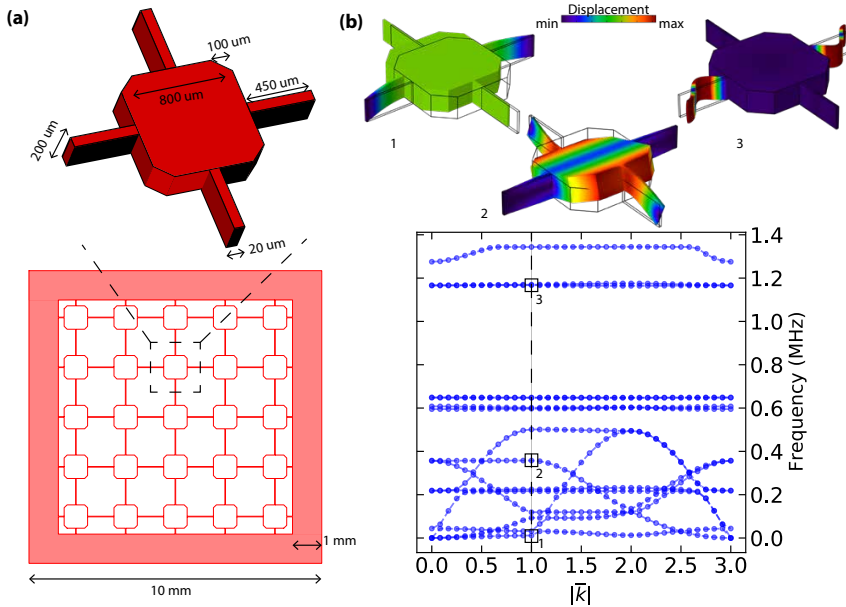 (a)
100 um
800 um
450 um
200 um
20 um
1 mm
10 mm
(b)
Displacement
min
max
1
2
3
1.4
1.2
1.0
0.8
0.6
0.4
0.2
0.0
Frequency (MHz)
3
2
1
0.0 0.5 1.0 1.5 2.0 2.5 3.0
|k̅|